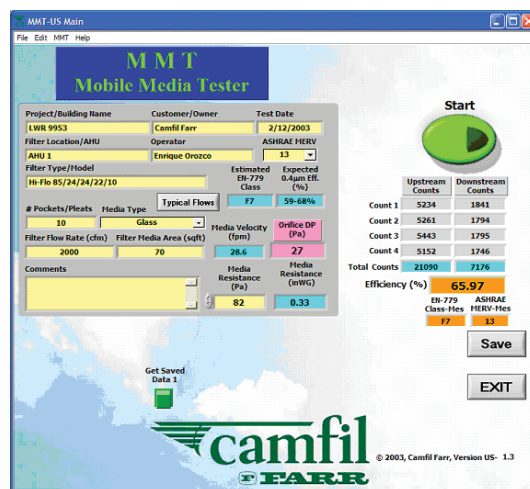 MMT-US Main
File Edit MMT Help
M M T
Mobile Media Tester
Project/Building Name Customer/Owner Test Date
LWR 9953 Camfil Farr 2/12/2003
Filter Location/AHU Operator ASHRAE MERV
AHU 1 Enrique Orozco 13
Filter Type/Model Estimated EN-779 Class Expected 0.4µm Eff. (%)
Hi-Flo 85/24/24/22/10 F7 59-68%
Typical Flows
# Pockets/Pleats Media Type
10 Glass
Media Velocity (fpm) Orifice DP (Pa)
Filter Flow Rate (cfm) Filter Media Area (sqft)
2000 70 28.6 27
Comments Media Resistance (Pa) Media Resistance (inWG)
82 0.33
Get Saved Data 1
Start
Upstream Counts Downstream Counts
Count 1 5234 1841
Count 2 5261 1794
Count 3 5443 1795
Count 4 5152 1746
Total Counts 21090 7176
Efficiency (%) 65.97
EN-779 Class-Mes ASHRAE MERV-Mes
F7 13
Save
EXIT
camfil
FARR
© 2003, Camfil Farr, Version US- 1.3